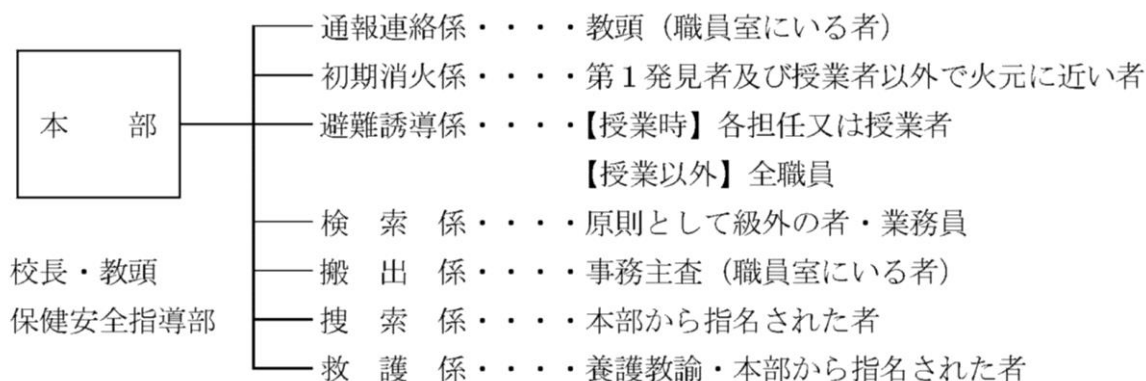 通報連絡係・・・・教頭（職員室にいる者）
初期消火係・・・・第１発見者及び授業者以外で火元に近い者
本　　部
避難誘導係・・・・【授業時】各担任又は授業者
【授業以外】全職員
検　索　係・・・・原則として級外の者・業務員
校長・教頭
搬　出　係・・・・事務主査（職員室にいる者）
保健安全指導部
捜　索　係・・・・本部から指名された者
救　護　係・・・・養護教諭・本部から指名された者